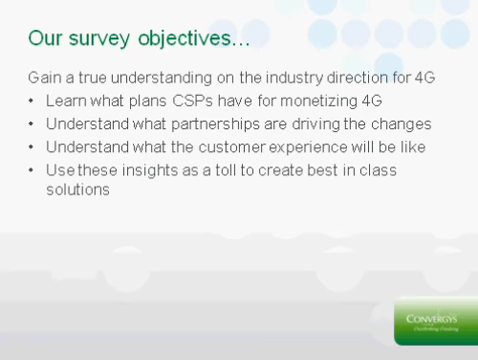 Our survey objectives…
Gain a true understanding on the industry direction for 4G
• Learn what plans CSPs have for monetizing 4G
• Understand what partnerships are driving the changes
• Understand what the customer experience will be like
• Use these insights as a toll to create best in class
solutions
CONVERGYS